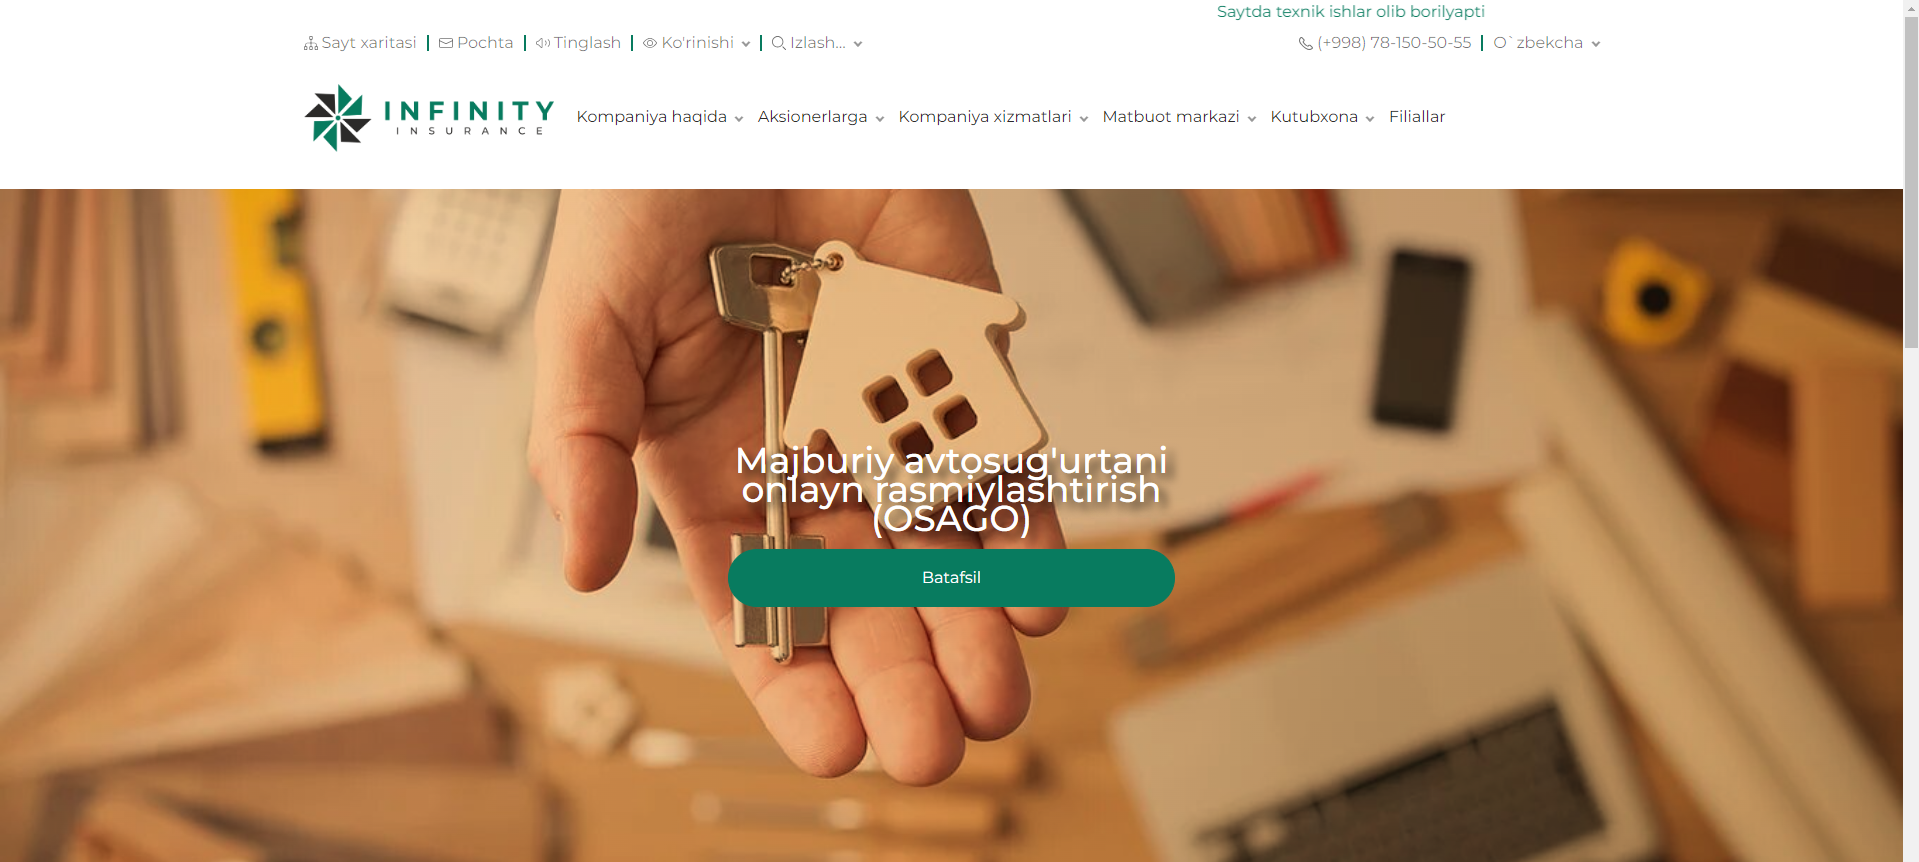 Saytda texnik ishlar olib borilyapti
Sayt xaritasi
Pochta
Tinglash
Ko'rinishi
Izlash...
(+998) 78-150-50-55
O`zbekcha
INFINITY
INSURANCE
Kompaniya haqida
Aksionerlarga
Kompaniya xizmatlari
Matbuot markazi
Kutubxona
Filiallar
Majburiy avtosug'urtani
onlayn rasmiylashtirish
(OSAGO)
Batafsil